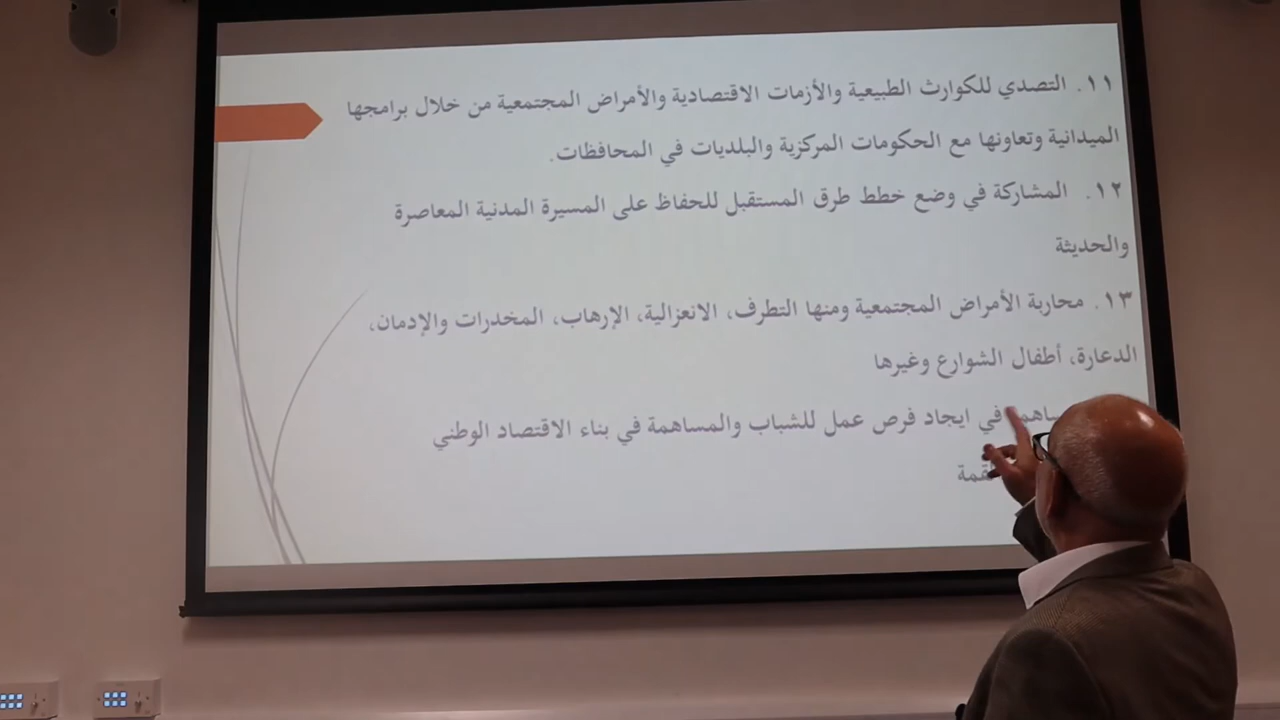 ١١. التصدي للكوارث الطبيعية والأزمات الاقتصادية والأمراض المجتمعية من خلال برامجها
الميدانية وتعاونها مع الحكومات المركزية والبلديات في المحافظات.
١٢. المشاركة في وضع خطط طرق المستقبل للحفاظ على المسيرة المدنية المعاصرة
والحديثة
١٣. محاربة الأمراض المجتمعية ومنها التطرف، الانعزالية، الإرهاب، المخدرات والإدمان،
الدعارة، أطفال الشوارع وغيرها
في ايجاد فرص عمل للشباب والمساهمة في بناء الاقتصاد الوطني